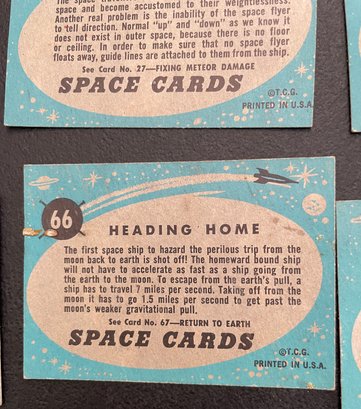 space and become accustomed to their weightlessness.
Another real problem is the inability of the space flyer
to tell direction. Normal "up" and "down" as we know it
does not exist in outer space, because there is no floor
or ceiling. In order to make sure that no space flyer
floats away, guide lines are attached to them from the ship.
See Card No. 27—FIXING METEOR DAMAGE
SPACE CARDS
©T.C.G.
PRINTED IN U.S.A.
66
HEADING HOME
The first space ship to hazard the perilous trip from the
moon back to earth is shot off! The homeward bound ship
will not have to accelerate as fast as a ship going from
the earth to the moon. To escape from the earth's pull, a
ship has to travel 7 miles per second. Taking off from the
moon it has to go 1.5 miles per second to get past the
moon's weaker gravitational pull.
See Card No. 67—RETURN TO EARTH
SPACE CARDS
©T.C.G.
PRINTED IN U.S.A.